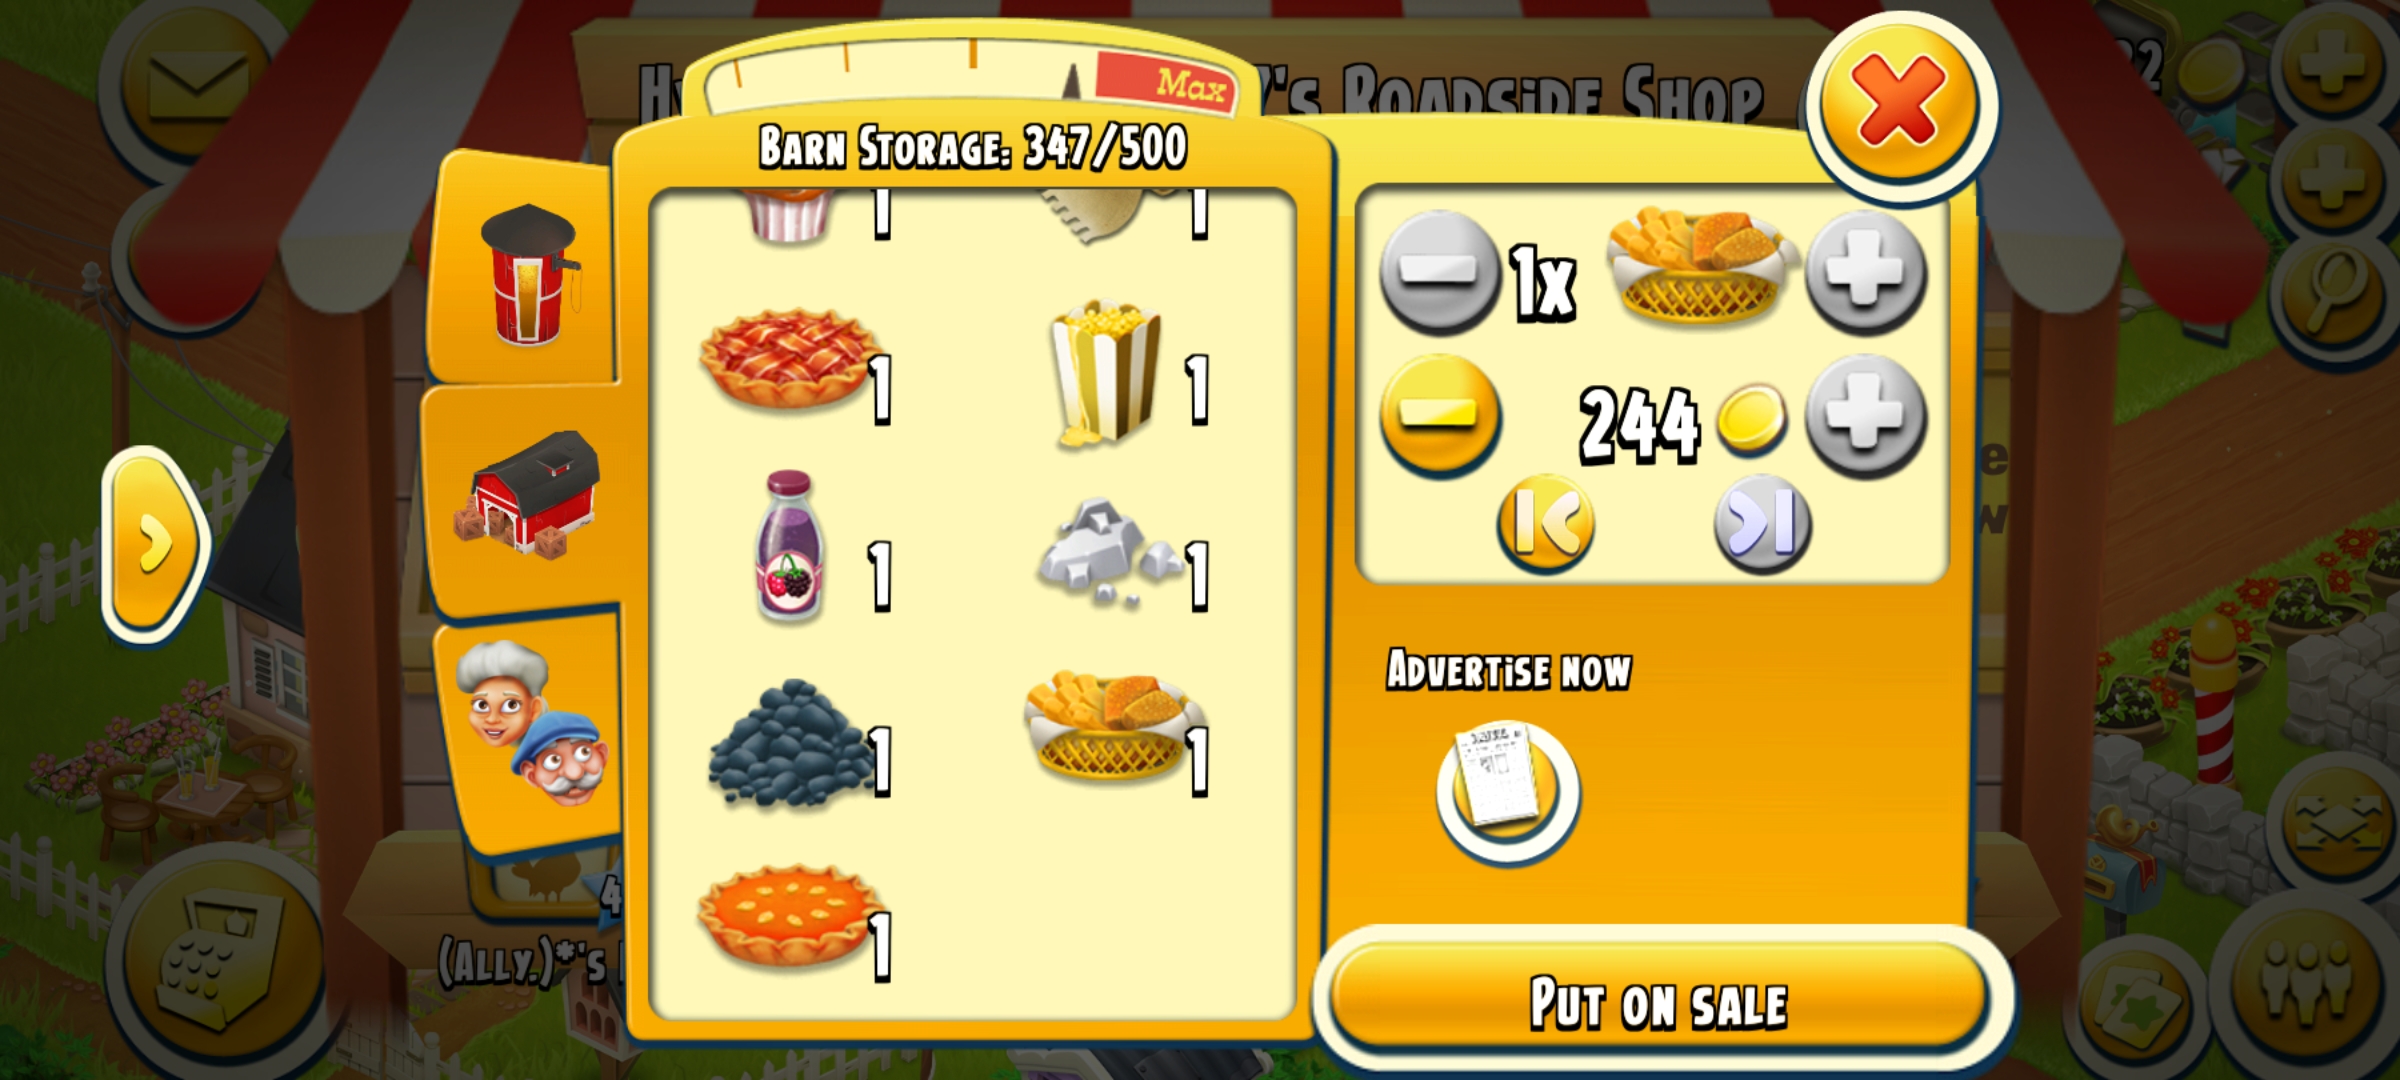 's Roadside Shop
Max
Barn Storage: 347/500
1
1
1x
1
1
244
1
1
Advertise now
1
1
1
(Ally.)*'s
Put on sale